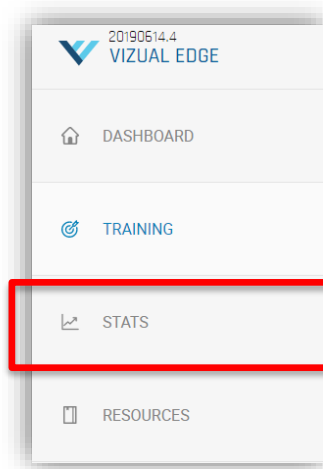 20190614.4
VIZUAL EDGE
DASHBOARD
TRAINING
STATS
RESOURCES